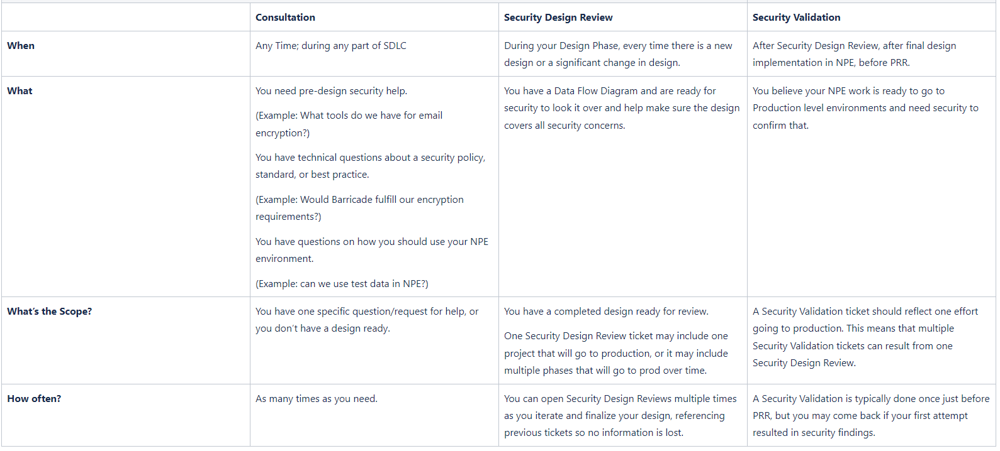 Consultation
Security Design Review
Security Validation
When
Any Time; during any part of SDLC
During your Design Phase, every time there is a new
design or a significant change in design.
After Security Design Review, after final design
implementation in NPE, before PRR.
What
You need pre-design security help.
(Example: What tools do we have for email
encryption?)
You have technical questions about a security policy,
standard, or best practice.
(Example: Would Barricade fulfill our encryption
requirements?)
You have questions on how you should use your NPE
environment.
(Example: can we use test data in NPE?)
You have a Data Flow Diagram and are ready for
security to look it over and help make sure the design
covers all security concerns.
You believe your NPE work is ready to go to
Production level environments and need security to
confirm that.
What’s the Scope?
You have one specific question/request for help, or
you don’t have a design ready.
You have a completed design ready for review.
One Security Design Review ticket may include one
project that will go to production, or it may include
multiple phases that will go to prod over time.
A Security Validation ticket should reflect one effort
going to production. This means that multiple
Security Validation tickets can result from one
Security Design Review.
How often?
As many times as you need.
You can open Security Design Reviews multiple times
as you iterate and finalize your design, referencing
previous tickets so no information is lost.
A Security Validation is typically done once just before
PRR, but you may come back if your first attempt
resulted in security findings.